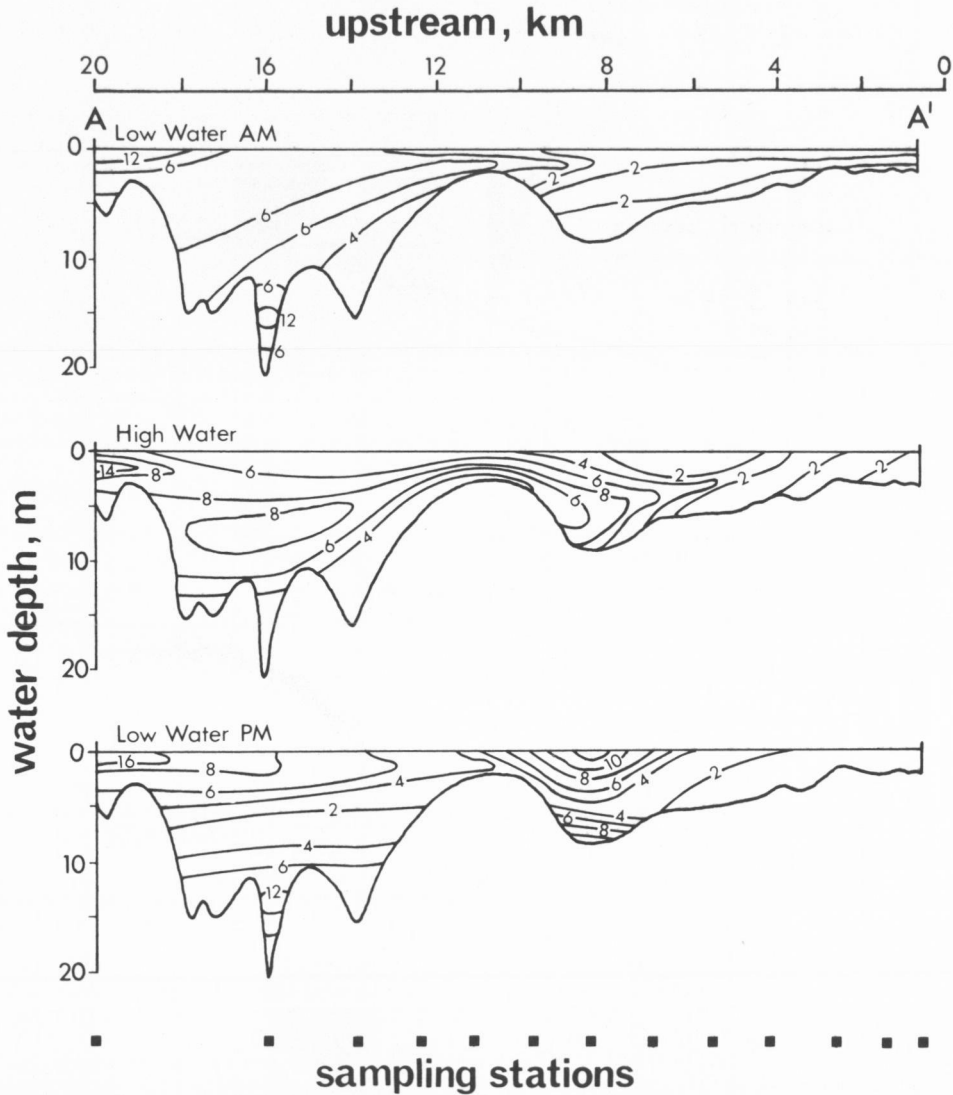 upstream, km
20 16 12 8 4 0
A A'
Low Water AM
0
12 6 2 2
6 6 4 2
10
6
12
6
20
High Water
0
14 8 6 4 6 2 2 2 2
8 8 8 6
6 4
10
20
Low Water PM
0
16 8 6 4 10 8 6 4 2
2 4 6 8
4
10
6
12
20
water depth, m
sampling stations